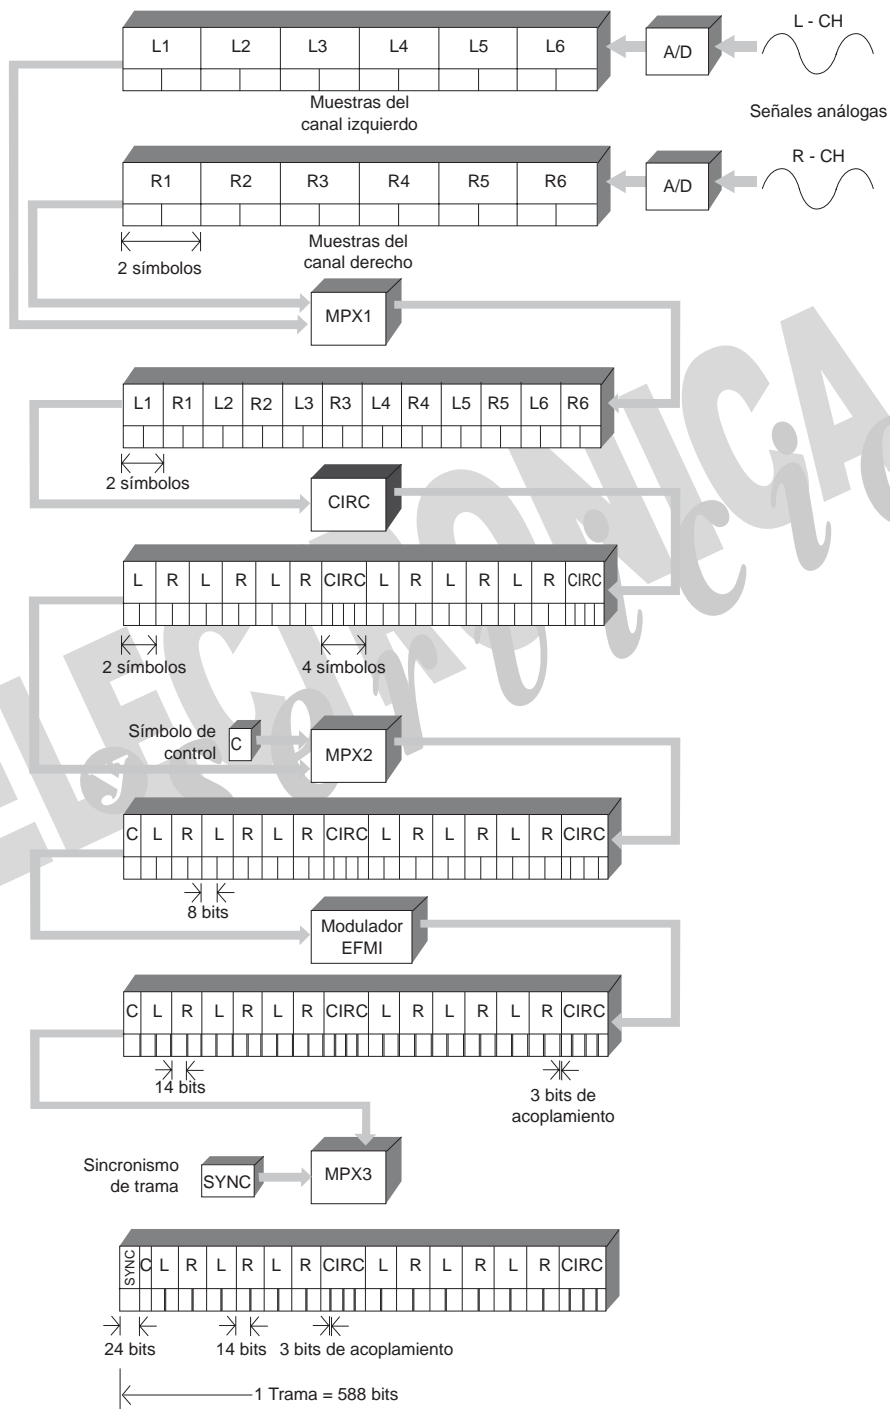 L - CH
L1 L2 L3 L4 L5 L6
A/D
Muestras del
canal izquierdo
Señales análogas
R - CH
R1 R2 R3 R4 R5 R6
A/D
2 símbolos
Muestras del
canal derecho
MPX1
L1 R1 L2 R2 L3 R3 L4 R4 L5 R5 L6 R6
2 símbolos
CIRC
L R L R L R CIRC L R L R L R CIRC
2 símbolos
4 símbolos
Símbolo de
control
C
MPX2
C L R L R L R CIRC L R L R L R CIRC
8 bits
Modulador
EFMI
C L R L R L R CIRC L R L R L R CIRC
14 bits
3 bits de
acoplamiento
Sincronismo
de trama
SYNC
MPX3
SYNC C L R L R L R CIRC L R L R L R CIRC
24 bits
14 bits
3 bits de acoplamiento
1 Trama = 588 bits
ELECTRONICA
y servicio